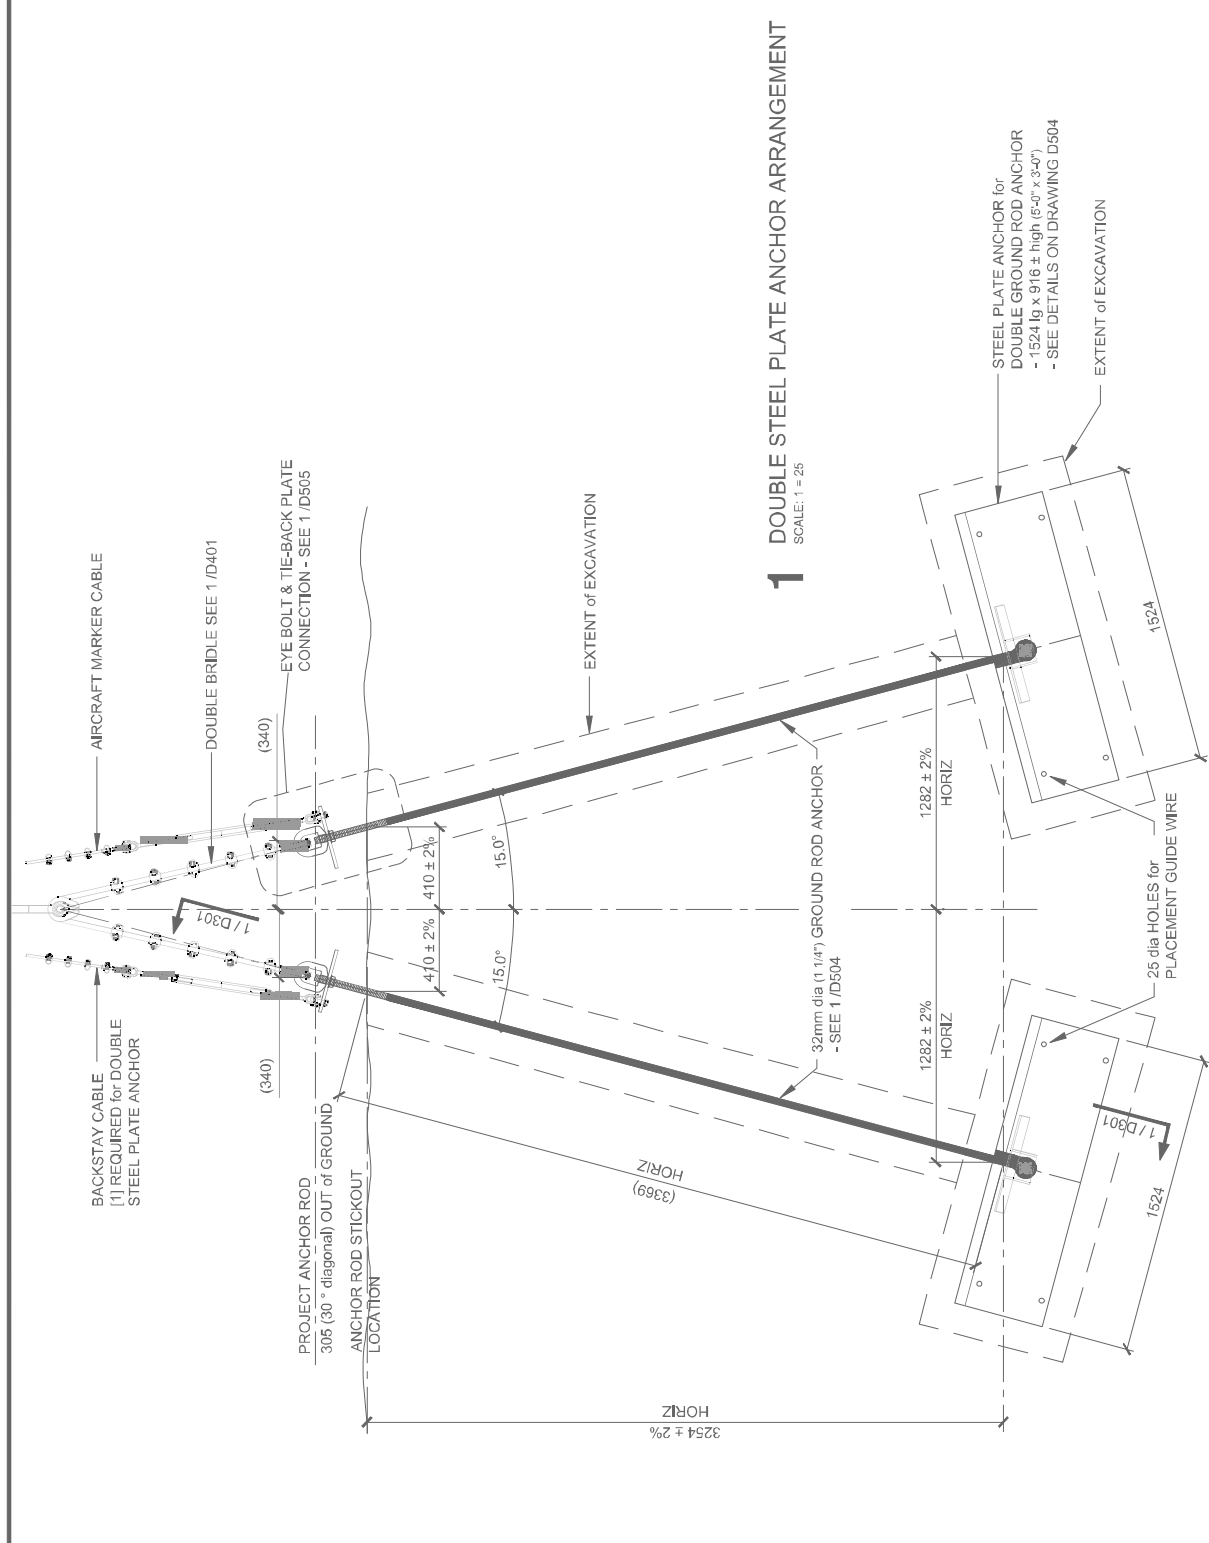 BACKSTAY CABLE
[1] REQUIRED for DOUBLE
STEEL PLATE ANCHOR
AIRCRAFT MARKER CABLE
DOUBLE BRIDLE SEE 1 /D401
1 / D301
(340)
(340)
EYE BOLT & TIE-BACK PLATE
CONNECTION - SEE 1 /D505
PROJECT ANCHOR ROD
305 (30 ° diagonal) OUT of GROUND
ANCHOR ROD STICKOUT
LOCATION
410 ± 2%
410 ± 2%
15.0°
15.0°
EXTENT of EXCAVATION
(3369)
HORIZ
3254 ± 2%
HORIZ
32mm dia (1 1/4") GROUND ROD ANCHOR
- SEE 1 /D504
1282 ± 2%
HORIZ
1282 ± 2%
HORIZ
1
DOUBLE STEEL PLATE ANCHOR ARRANGEMENT
SCALE: 1 = 25
STEEL PLATE ANCHOR for
DOUBLE GROUND ROD ANCHOR
- 1524 lg x 916 ± high (5'-0" x 3'-0")
- SEE DETAILS ON DRAWING D504
EXTENT of EXCAVATION
1 / D301
1524
1524
25 dia HOLES for
PLACEMENT GUIDE WIRE